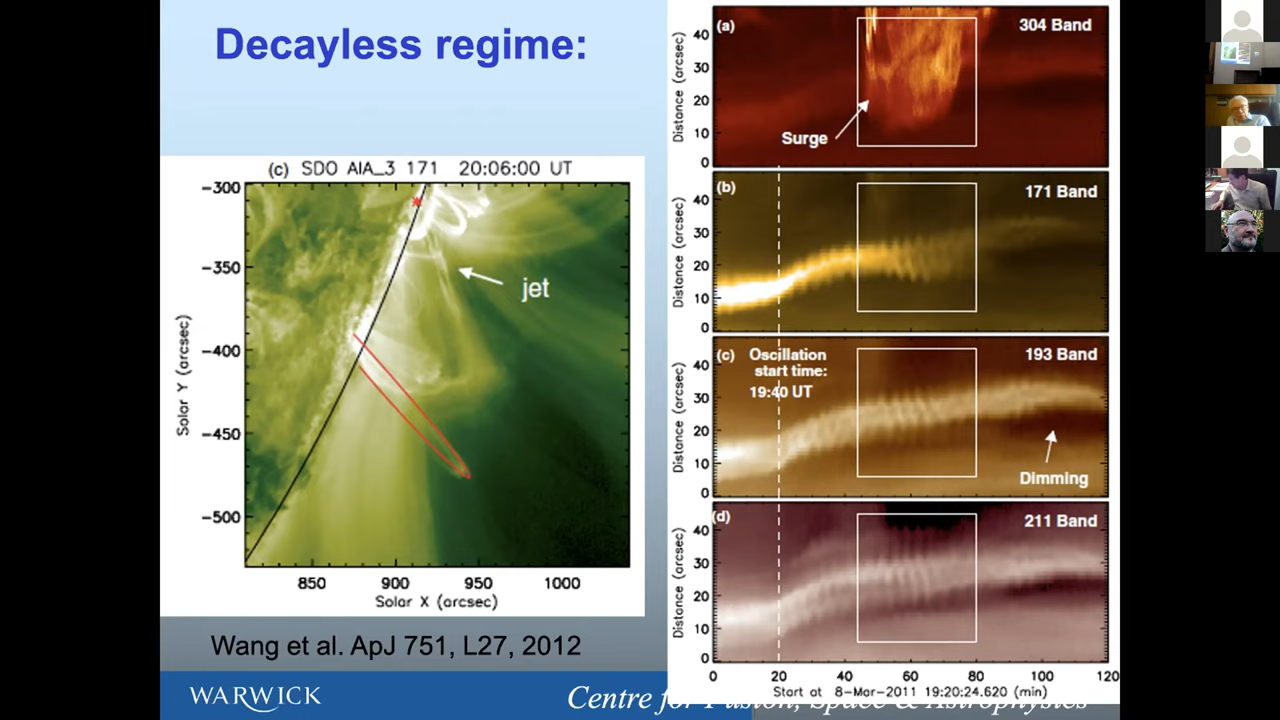 Decayless regime:
(c) SDO AIA_3 171 20:06:00 UT
-300
-350
-400
-450
-500
Solar Y (arcsec)
jet
850 900 950 1000
Solar X (arcsec)
Wang et al. ApJ 751, L27, 2012
WARWICK
Centre for Fusion, Space & Astrophysics
(a)
304 Band
Surge
Distance (arcsec)
40
30
20
10
0
(b)
171 Band
Distance (arcsec)
40
30
20
10
0
(c)
Oscillation
start time:
19:40 UT
193 Band
Dimming
Distance (arcsec)
40
30
20
10
0
(d)
211 Band
Distance (arcsec)
40
30
20
10
0
0 20 40 60 80 100 120
Start at 8-Mar-2011 19:20:24.620 (min)